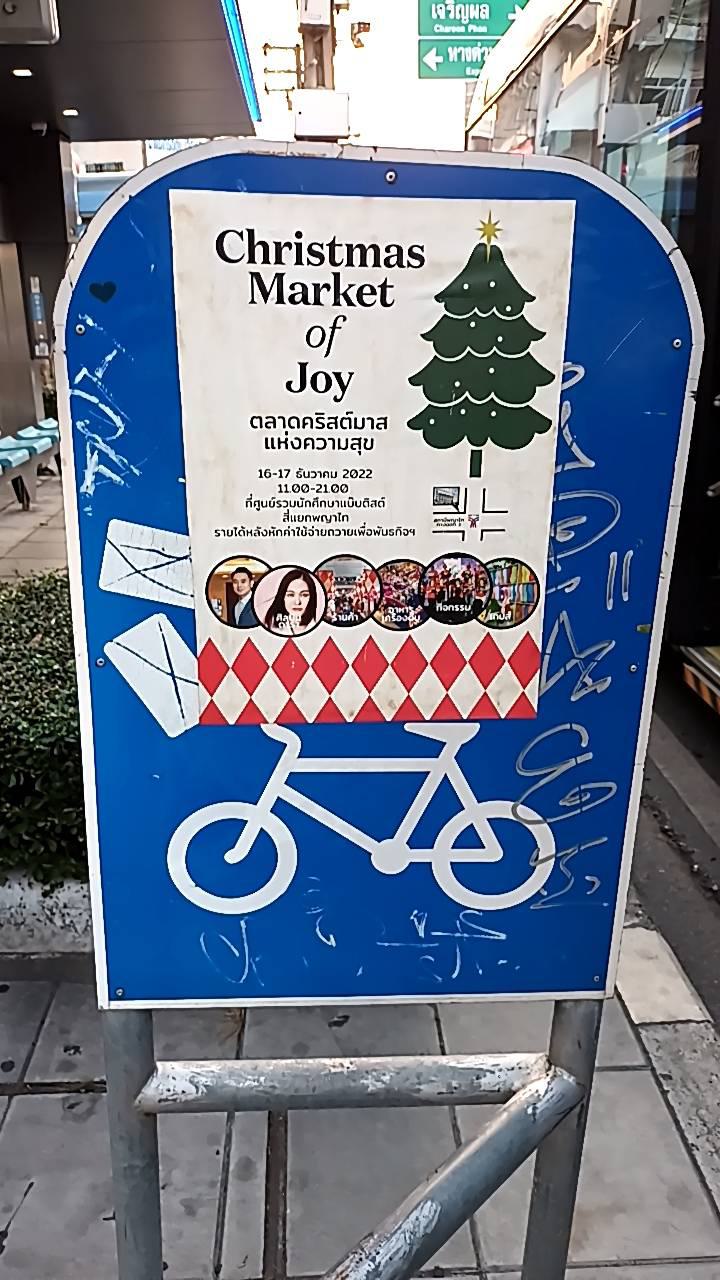 เจริญผล
Charoen Phon
ทางด่วน
Christmas
Market
of
Joy
ตลาดคริสต์มาส
แห่งความสุข
16-17 ธันวาคม 2022
11.00-21.00
ที่ศูนย์รวมนักศึกษาแบ๊บติสต์
สี่แยกพญาไท
รายได้หลังหักค่าใช้จ่ายถวายเพื่อพันธกิจฯ
ร้านค้า
อาหาร
เครื่องดื่ม
กิจกรรม